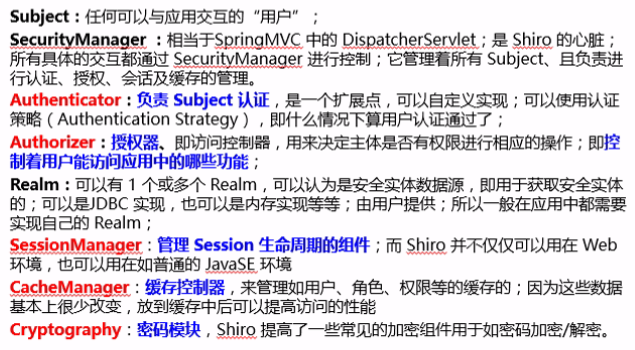 Subject：任何可以与应用交互的“用户”；
SecurityManager ：相当于SpringMVC 中的 DispatcherServlet；是 Shiro 的心脏；
所有具体的交互都通过 SecurityManager 进行控制；它管理着所有 Subject、且负责进
行认证、授权、会话及缓存的管理。
Authenticator：负责 Subject 认证，是一个扩展点，可以自定义实现；可以使用认证
策略（Authentication Strategy），即什么情况下算用户认证通过了；
Authorizer：授权器、即访问控制器，用来决定主体是否有权限进行相应的操作；即控
制着用户能访问应用中的哪些功能；
Realm：可以有 1 个或多个 Realm，可以认为是安全实体数据源，即用于获取安全实体
的；可以是JDBC 实现，也可以是内存实现等等；由用户提供；所以一般在应用中都需要
实现自己的 Realm；
SessionManager：管理 Session 生命周期的组件；而 Shiro 并不仅仅可以用在 Web
环境，也可以用在如普通的 JavaSE 环境
CacheManager：缓存控制器，来管理如用户、角色、权限等的缓存的；因为这些数据
基本上很少改变，放到缓存中后可以提高访问的性能
Cryptography：密码模块，Shiro 提高了一些常见的加密组件用于如密码加密/解密。